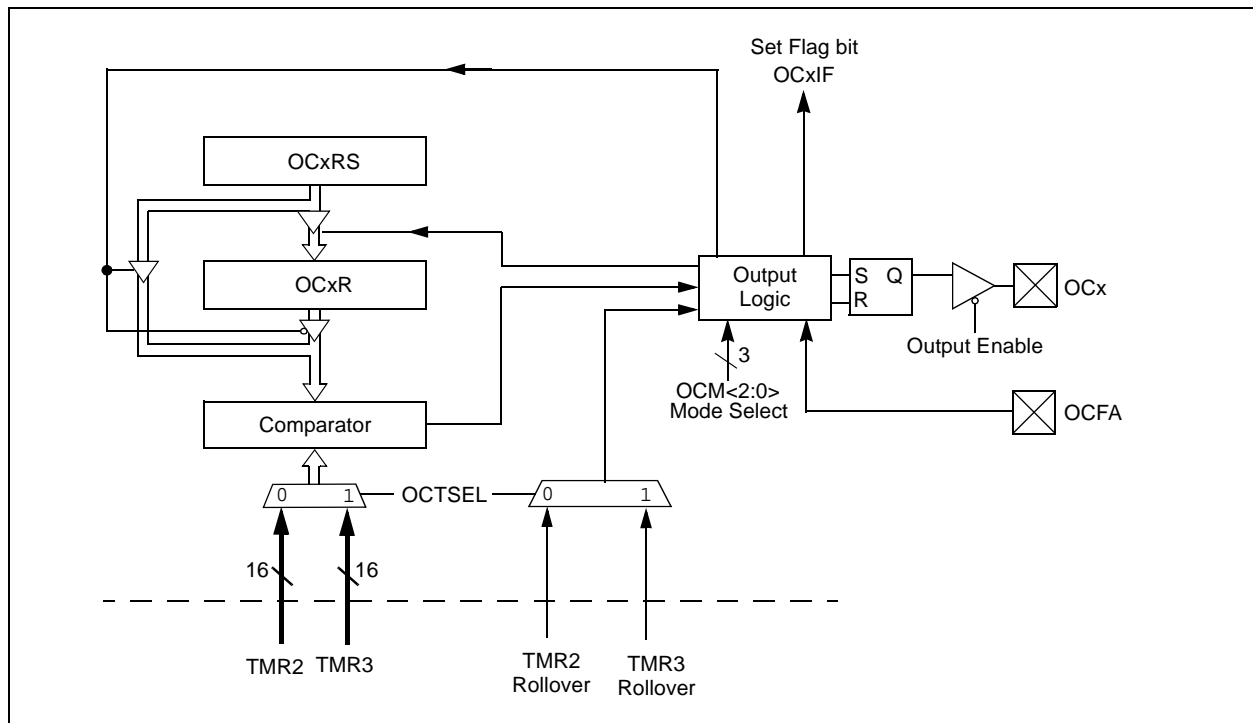 Set Flag bit
OCxIF
OCxRS
OCxR
Output
Logic
S Q
R
OCx
Output Enable
3
OCM<2:0>
Mode Select
OCFA
Comparator
0 1
OCTSEL
0 1
16
16
TMR2
TMR3
TMR2
Rollover
TMR3
Rollover